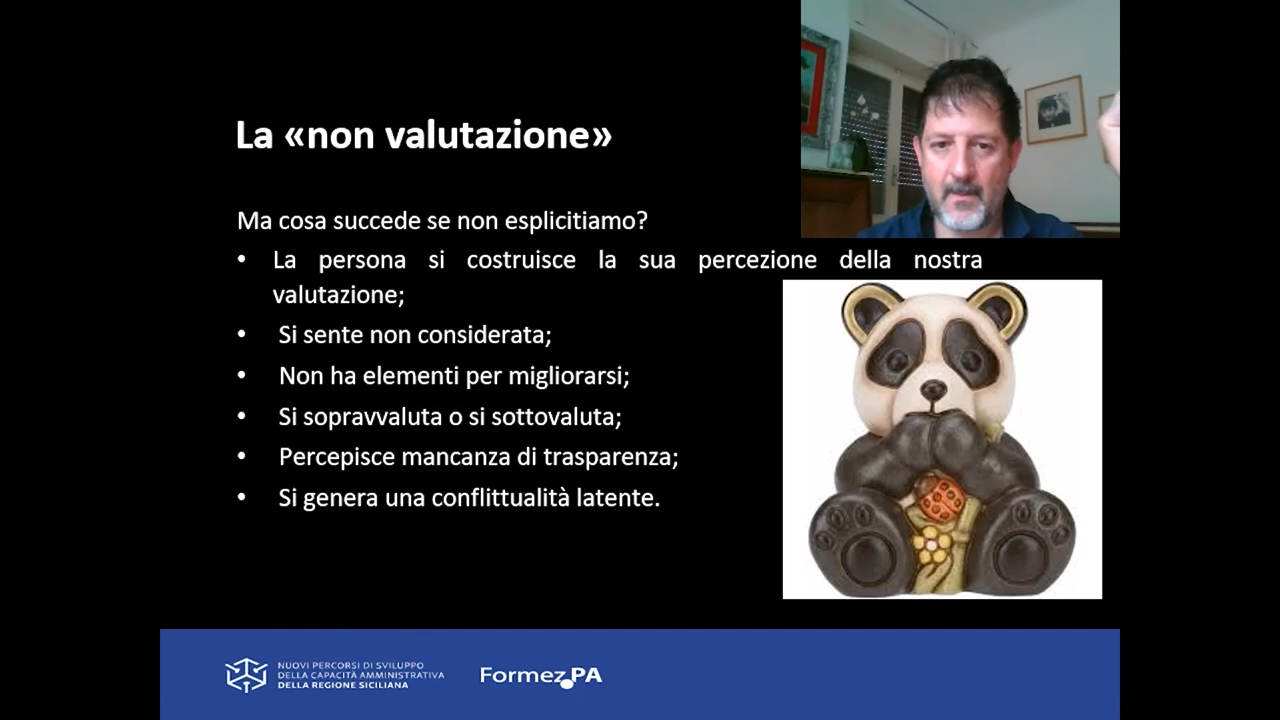 La «non valutazione»
Ma cosa succede se non esplicitiamo?
• La persona si costruisce la sua percezione della nostra
valutazione;
• Si sente non considerata;
• Non ha elementi per migliorarsi;
• Si sopravvaluta o si sottovaluta;
• Percepisce mancanza di trasparenza;
• Si genera una conflittualità latente.
NUOVI PERCORSI DI SVILUPPO
DELLA CAPACITÀ AMMINISTRATIVA
DELLA REGIONE SICILIANA
Formez PA